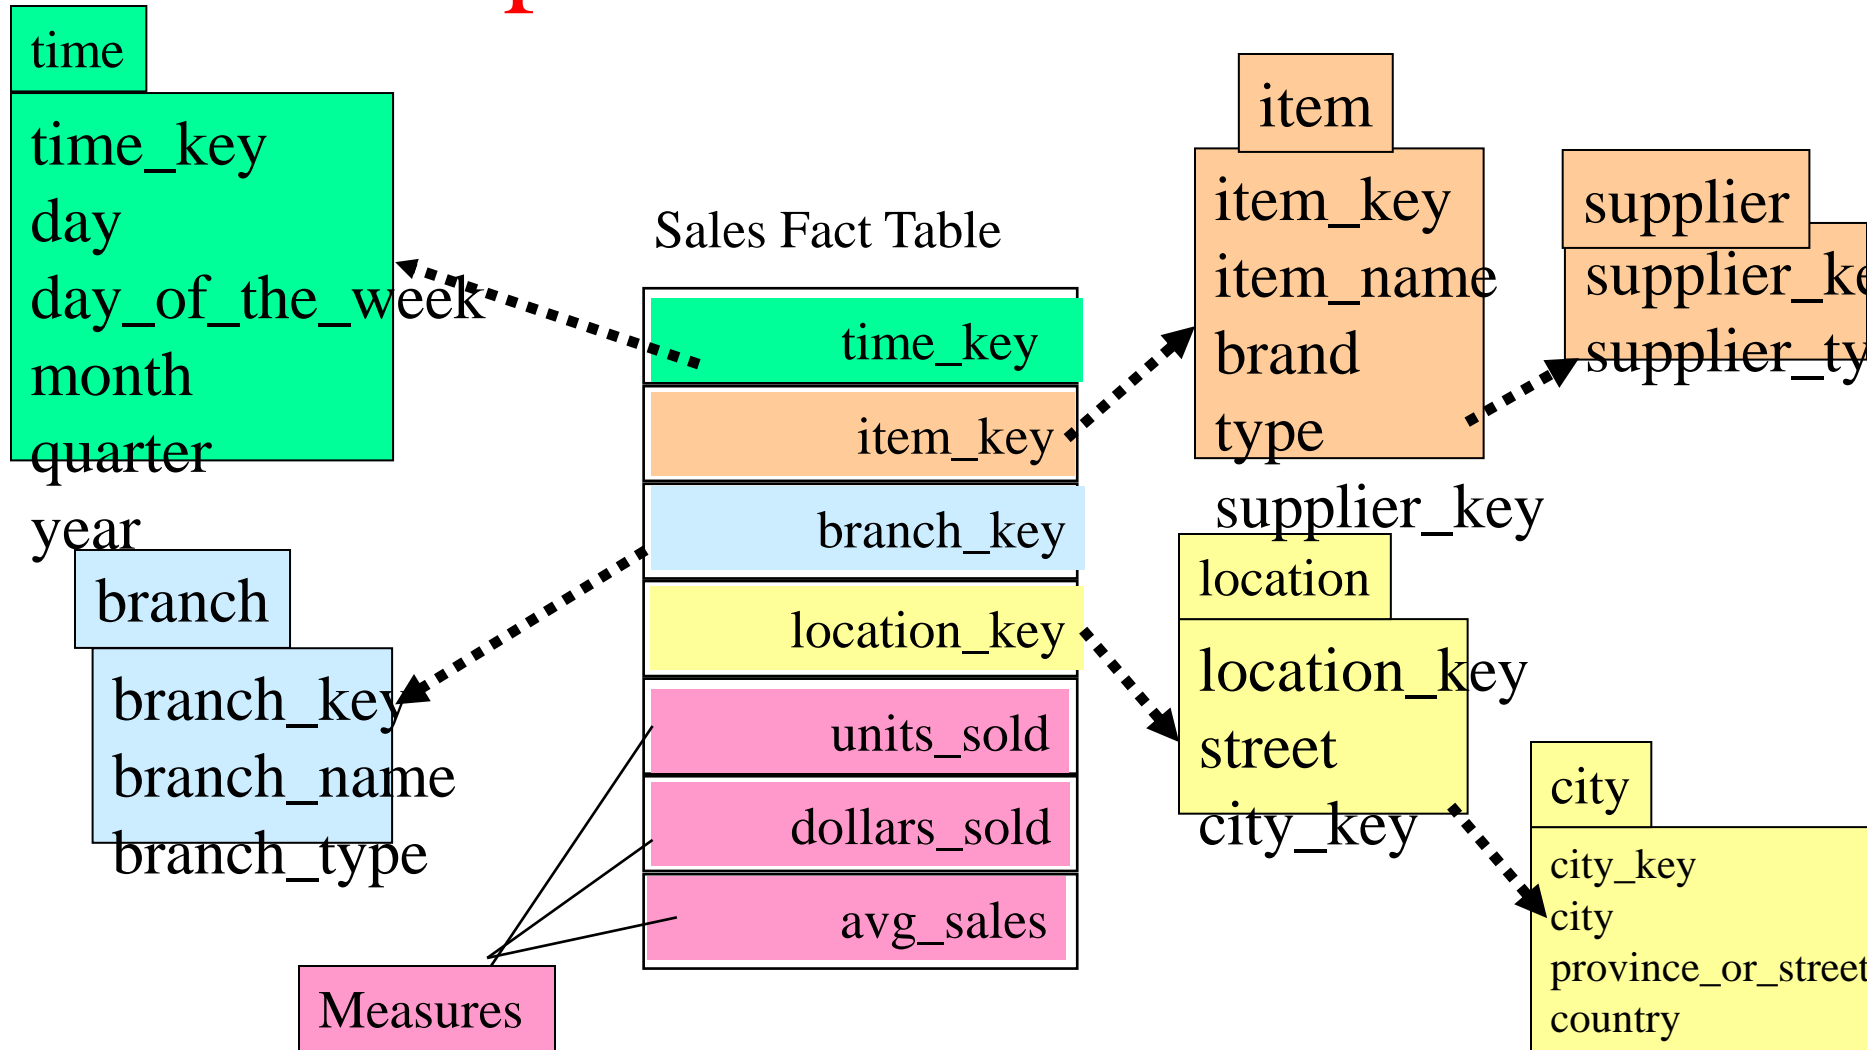 time
time_key
day
day_of_the_week
month
quarter
year
Sales Fact Table
time_key
item_key
branch_key
location_key
units_sold
dollars_sold
avg_sales
item
item_key
item_name
brand
type
supplier_key
supplier
supplier_ke
supplier_ty
branch
branch_key
branch_name
branch_type
location
location_key
street
city_key
city
city_key
city
province_or_street
country
Measures